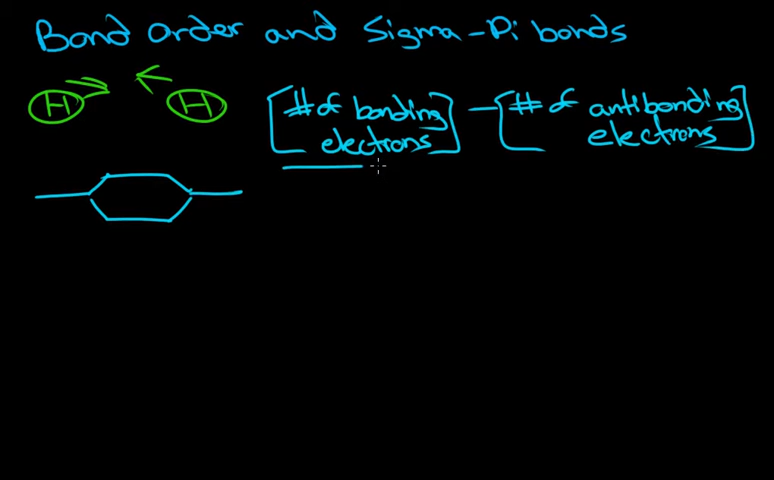 Bond Order and Sigma-Pi bonds
H H
[# of bonding electrons] - [# of antibonding electrons]